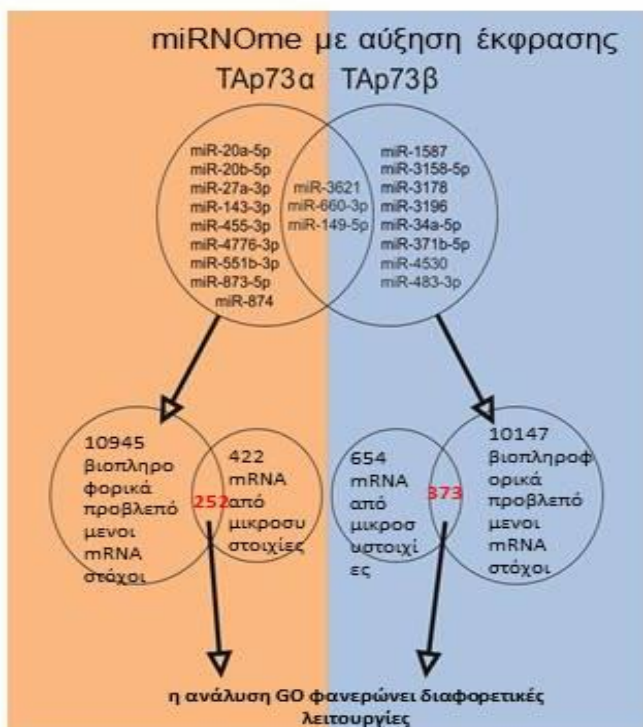 miRNOme με αύξηση έκφρασης
TAp73α TAp73β
miR-20a-5p
miR-20b-5p
miR-27a-3p
miR-143-3p
miR-455-3p
miR-4776-3p
miR-551b-3p
miR-873-5p
miR-874
miR-3621
miR-660-3p
miR-149-5p
miR-1587
miR-3158-5p
miR-3178
miR-3196
miR-34a-5p
miR-371b-5p
miR-4530
miR-483-3p
10945
βιοπληρο
φορικά
προβλεπό
μενοι
mRNA
στόχοι
252
422
mRNA
από
μικροσυ
στοιχίες
654
mRNA
από
μικροσ
υστοιχί
ες
373
10147
βιοπληροφ
ορικά
προβλεπό
μενοι
mRNA
στόχοι
η ανάλυση GO φανερώνει διαφορετικές
λειτουργίες